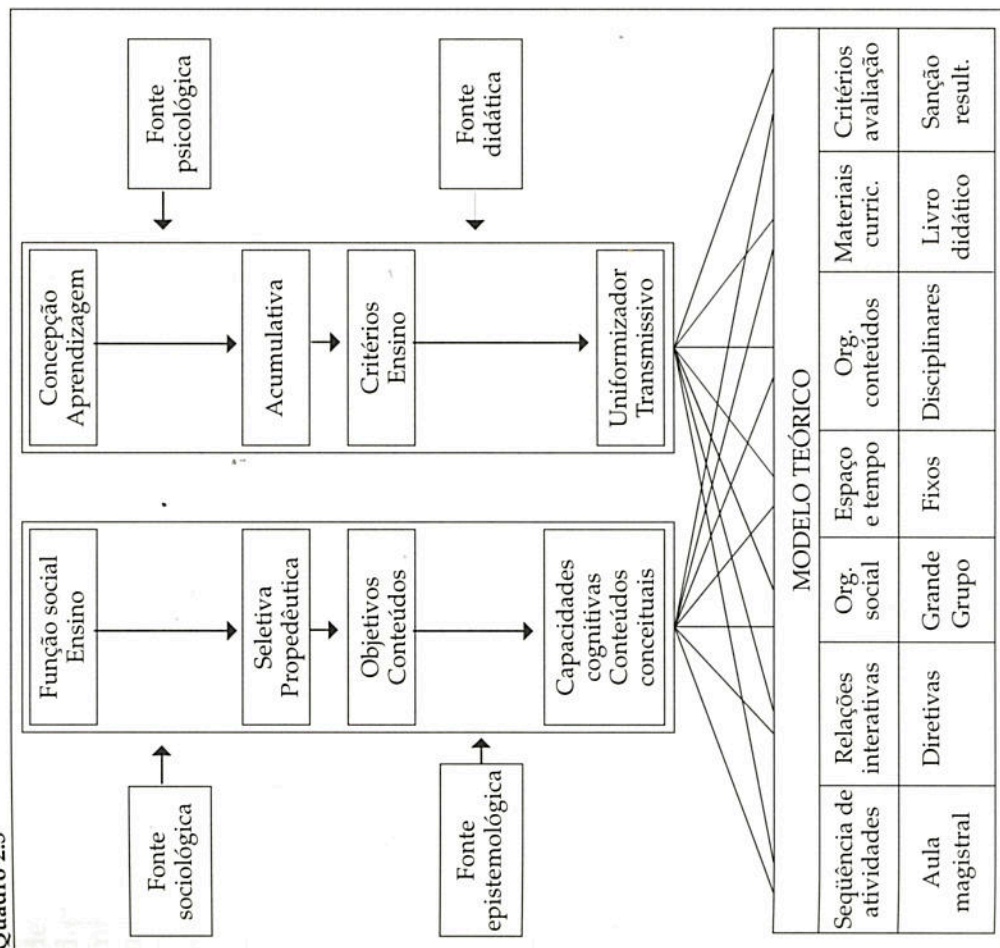 Quadro 2.3
Função social
Ensino
Seletiva
Propedêutica
Objetivos
Conteúdos
Capacidades
cognitivas
Conteúdos
conceituais
Fonte
sociológica
Fonte
epistemológica
Concepção
Aprendizagem
Acumulativa
Critérios
Ensino
Uniformizador
Transmissivo
Fonte
psicológica
Fonte
didática
MODELO TEÓRICO
Seqüência de
atividades
Relações
interativas
Org.
social
Espaço
e tempo
Org.
conteúdos
Materiais
curric.
Critérios
avaliação
Aula
magistral
Diretivas
Grande
Grupo
Fixos
Disciplinares
Livro
didático
Sanção
result.